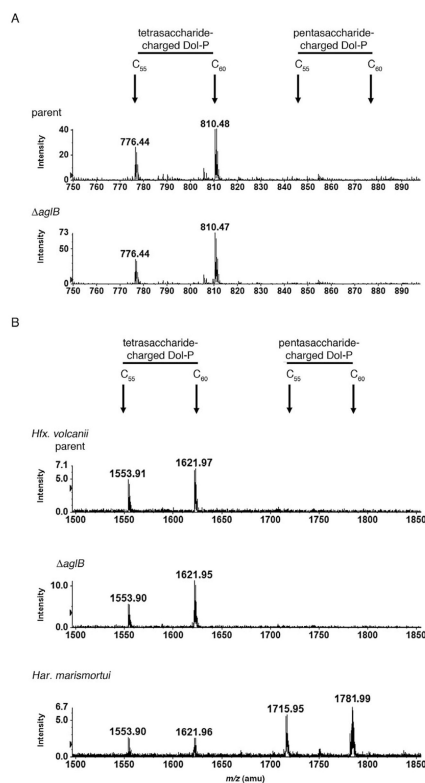 A
tetrasaccharide-
charged Dol-P
pentasaccharide-
charged Dol-P
C55 C60 C55 C60
parent
Intensity
40
20
0
776.44
810.48
750 760 770 780 790 800 810 820 830 840 850 860 870 880 890
ΔaglB
Intensity
73
50
0
776.44
810.47
750 760 770 780 790 800 810 820 830 840 850 860 870 880 890
B
tetrasaccharide-
charged Dol-P
pentasaccharide-
charged Dol-P
C55 C60 C55 C60
Hfx. volcanii
parent
Intensity
7.1
5.0
0.0
1553.91
1621.97
1500 1550 1600 1650 1700 1750 1800 1850
ΔaglB
Intensity
10.0
0.0
1553.90
1621.95
1500 1550 1600 1650 1700 1750 1800 1850
Har. marismortui
Intensity
6.7
5.0
0.0
1553.90
1621.96
1715.95
1781.99
1500 1550 1600 1650 1700 1750 1800 1850
m/z (amu)